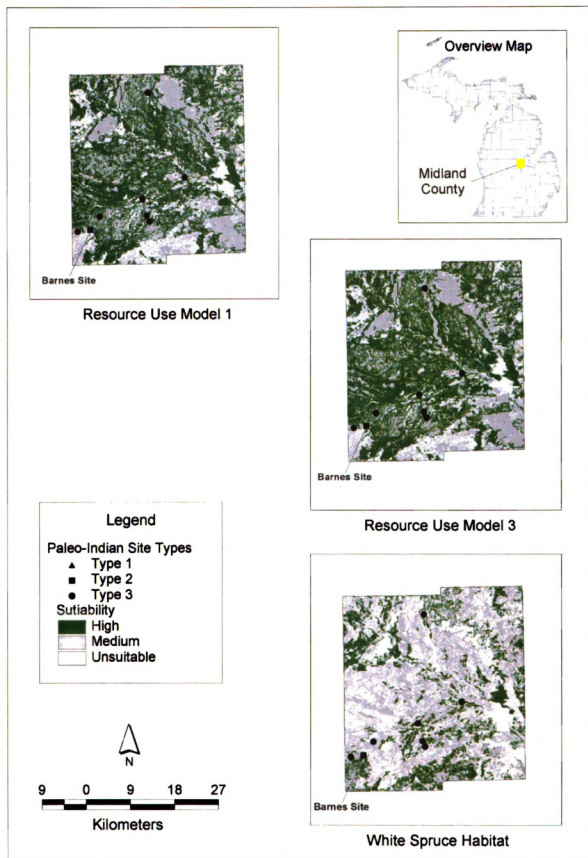 Overview Map
Midland
County
Barnes Site
Resource Use Model 1
Barnes Site
Resource Use Model 3
Legend
Paleo-Indian Site Types
Type 1
Type 2
Type 3
Sutiability
High
Medium
Unsuitable
N
9 0 9 18 27
Kilometers
Barnes Site
White Spruce Habitat